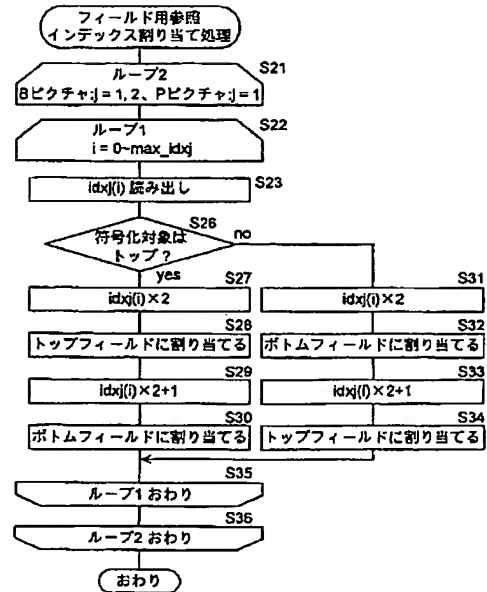 フィールド用参照
インデックス割り当て処理
S21
ループ2
Bピクチャ;j = 1, 2、Pピクチャ;j = 1
S22
ループ1
i = 0~max_idxj
S23
idxj(i) 読み出し
S26
符号化対象は
トップ?
no
yes
S27
idxj(i)×2
S28
トップフィールドに割り当てる
S29
idxj(i)×2+1
S30
ボトムフィールドに割り当てる
S31
idxj(i)×2
S32
ボトムフィールドに割り当てる
S33
idxj(i)×2+1
S34
トップフィールドに割り当てる
S35
ループ1 おわり
S36
ループ2 おわり
おわり